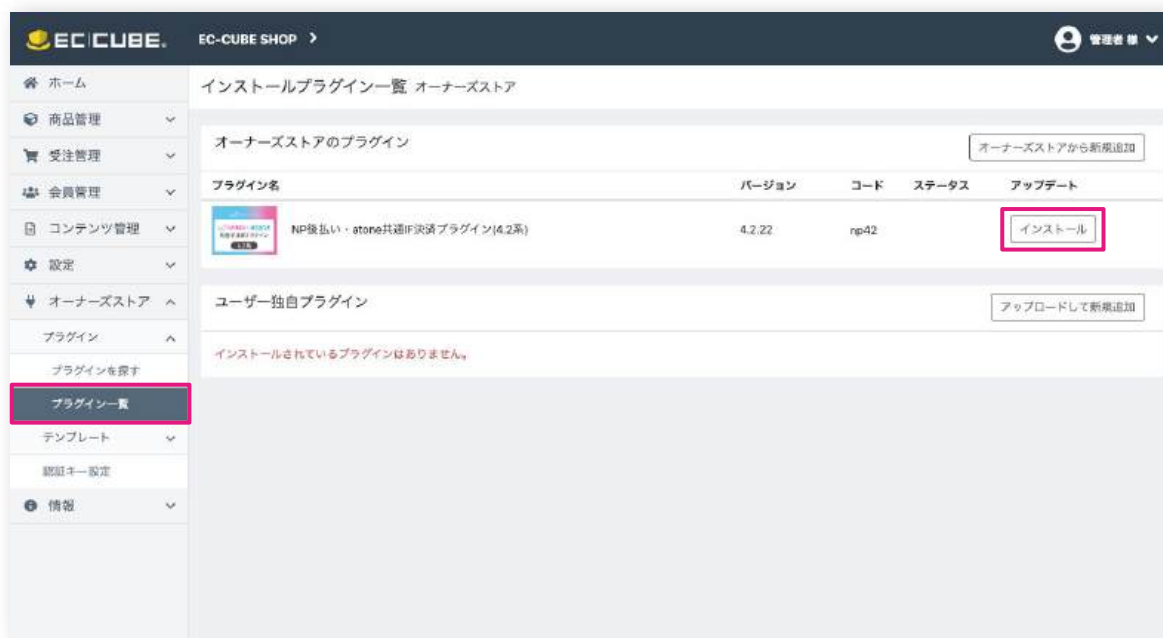 EC CUBE.
EC-CUBE SHOP
管理者 様
ホーム
インストールプラグイン一覧 オーナーズストア
商品管理
受注管理
会員管理
コンテンツ管理
設定
オーナーズストア
プラグイン
プラグインを探す
プラグイン一覧
テンプレート
認証キー設定
情報
オーナーズストアのプラグイン
オーナーズストアから新規追加
プラグイン名 バージョン コード ステータス アップデート
NP後払い・atone共通IF決済プラグイン(4.2系) 4.2.22 np42 インストール
ユーザー独自プラグイン
アップロードして新規追加
インストールされているプラグインはありません。